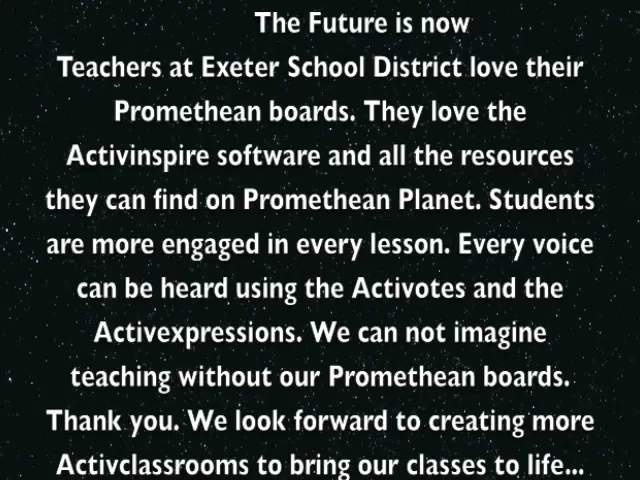 The Future is now
Teachers at Exeter School District love their
Promethean boards. They love the
Activinspire software and all the resources
they can find on Promethean Planet. Students
are more engaged in every lesson. Every voice
can be heard using the Activotes and the
Activexpressions. We can not imagine
teaching without our Promethean boards.
Thank you. We look forward to creating more
Activclassrooms to bring our classes to life...